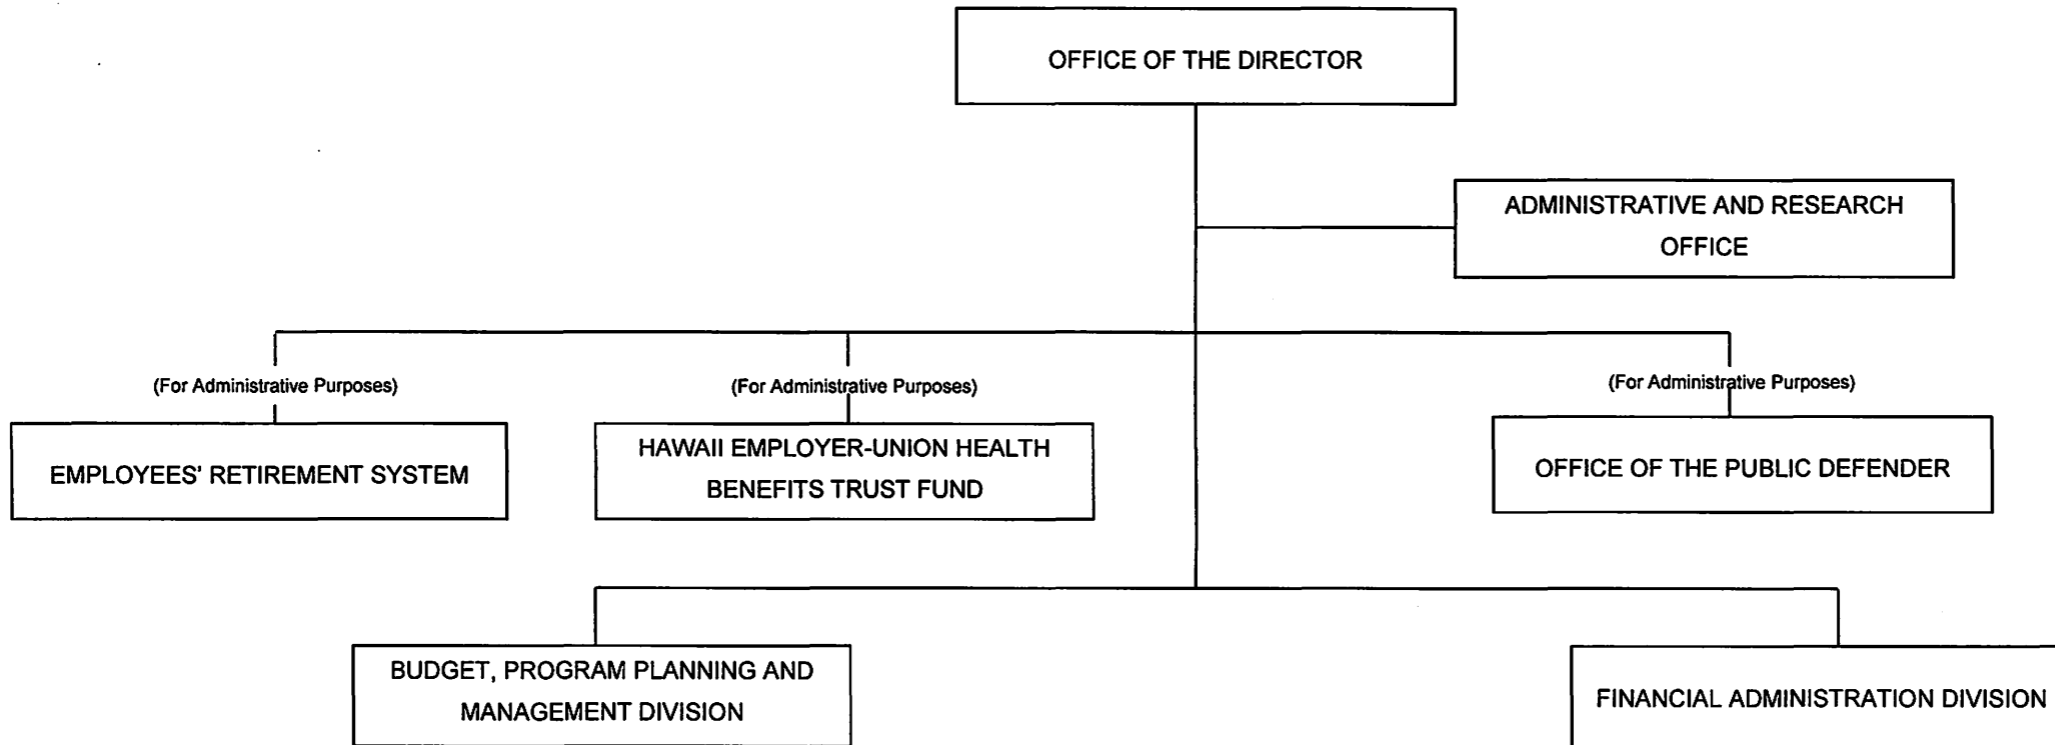 OFFICE OF THE DIRECTOR
ADMINISTRATIVE AND RESEARCH
OFFICE
(For Administrative Purposes)
(For Administrative Purposes)
(For Administrative Purposes)
EMPLOYEES' RETIREMENT SYSTEM
HAWAII EMPLOYER-UNION HEALTH
BENEFITS TRUST FUND
OFFICE OF THE PUBLIC DEFENDER
BUDGET, PROGRAM PLANNING AND
MANAGEMENT DIVISION
FINANCIAL ADMINISTRATION DIVISION